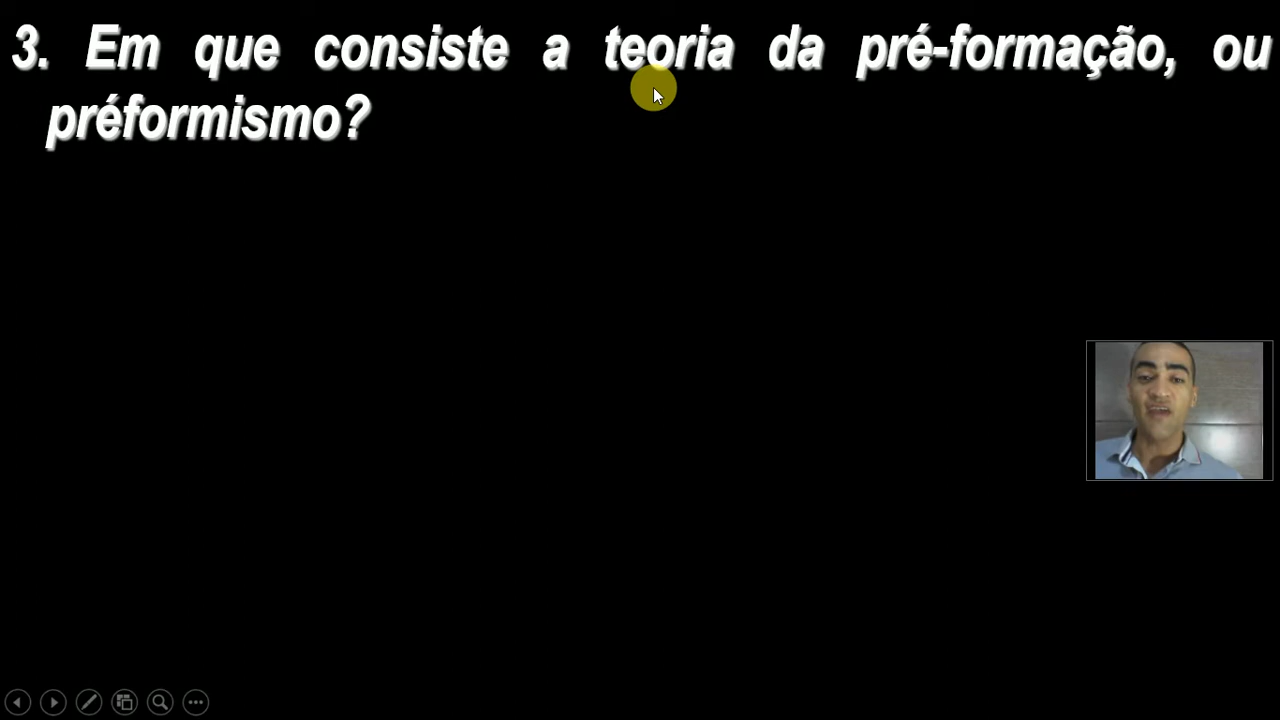 3. Em que consiste a teoria da pré-formação, ou
préformismo?